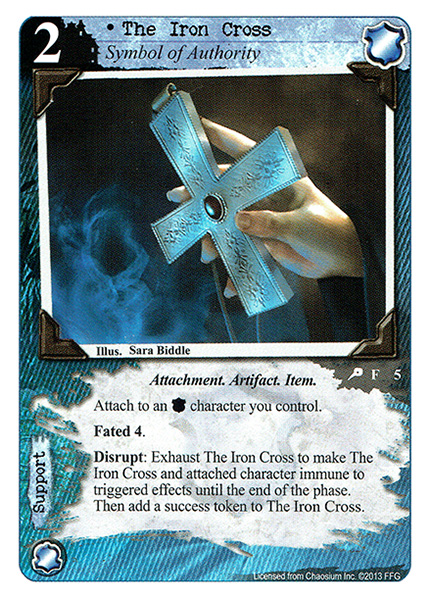 2
• The Iron Cross
Symbol of Authority
Illus. Sara Biddle
Attachment. Artifact. Item.
F 5
Attach to an character you control.
Fated 4.
Disrupt: Exhaust The Iron Cross to make The
Iron Cross and attached character immune to
triggered effects until the end of the phase.
Then add a success token to The Iron Cross.
Support
Licensed from Chaosium Inc. ©2013 FFG